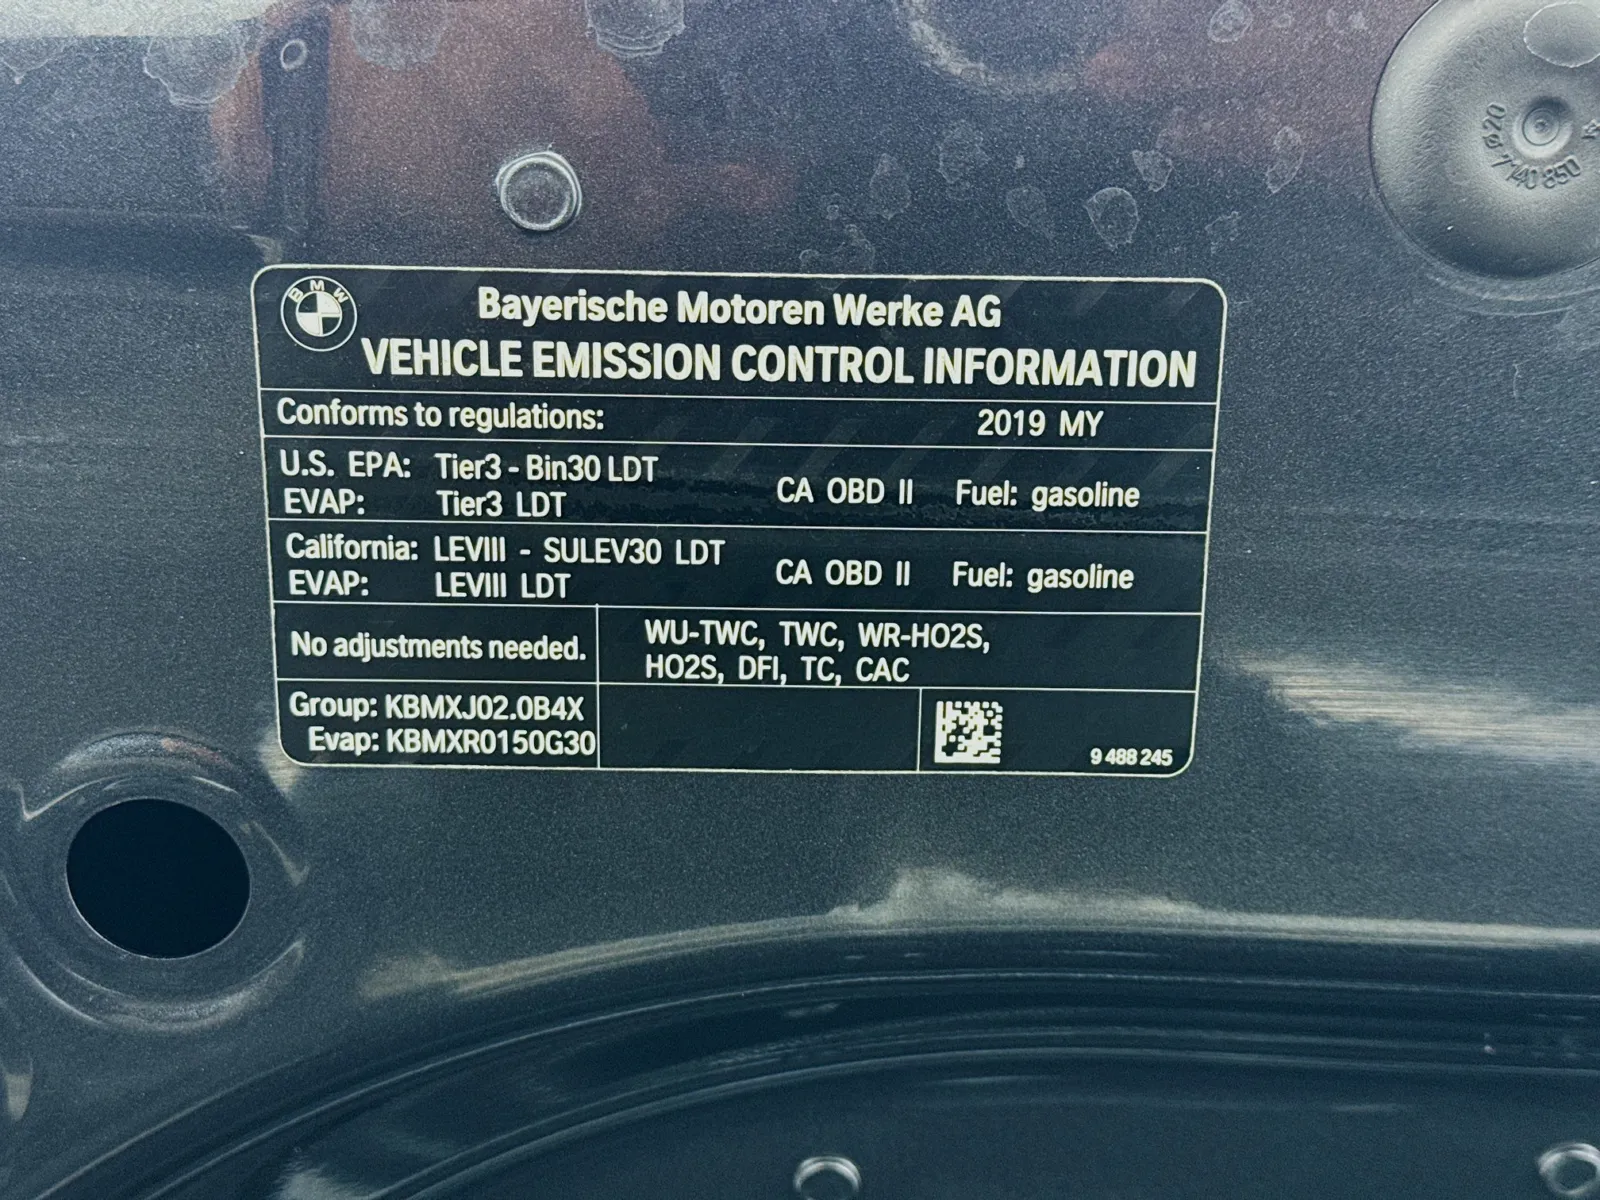 ø20
7 140 850
BMW
Bayerische Motoren Werke AG
VEHICLE EMISSION CONTROL INFORMATION
Conforms to regulations: 2019 MY
U.S. EPA: Tier3 - Bin30 LDT
EVAP: Tier3 LDT
CA OBD II Fuel: gasoline
California: LEVIII - SULEV30 LDT
EVAP: LEVIII LDT
CA OBD II Fuel: gasoline
No adjustments needed.
WU-TWC, TWC, WR-HO2S,
HO2S, DFI, TC, CAC
Group: KBMXJ02.0B4X
Evap: KBMXR0150G30
9 488 245